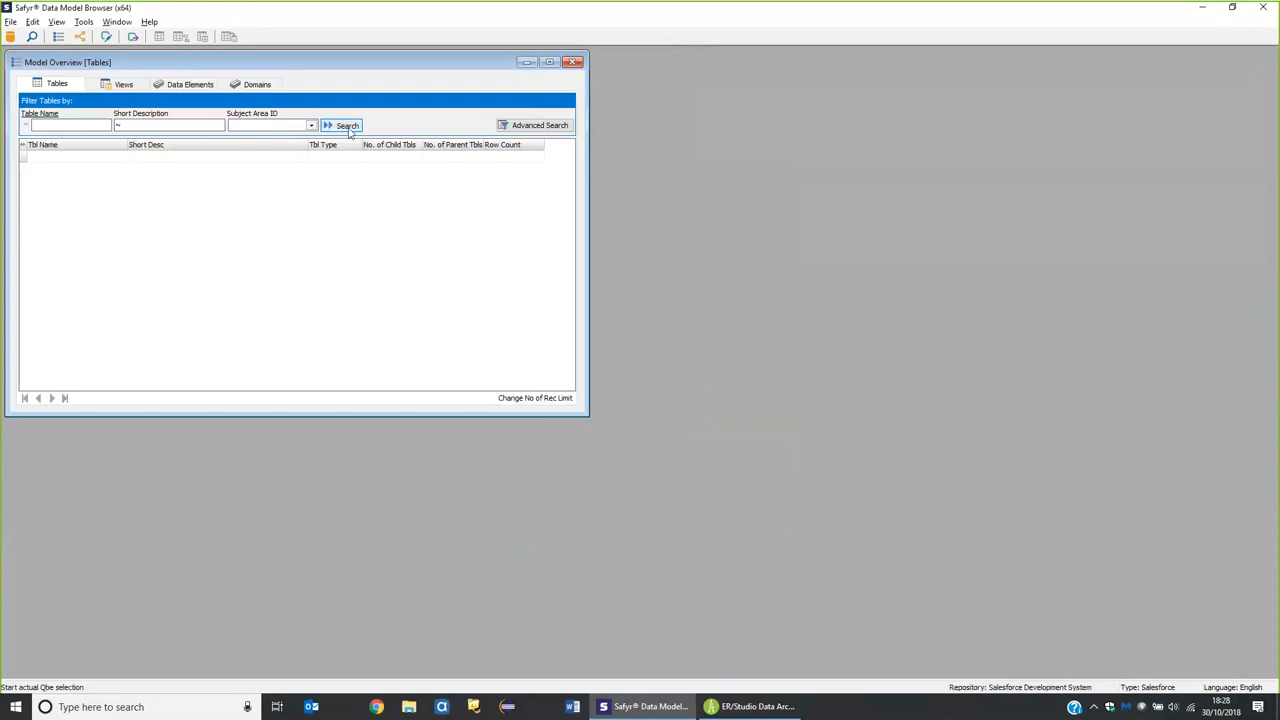 Safyr® Data Model Browser (x64)
File Edit View Tools Window Help
Model Overview [Tables]
Tables Views Data Elements Domains
Filter Tables by:
Table Name Short Description Subject Area ID
~ ~ Search Advanced Search
Tbl Name Short Desc Tbl Type No. of Child Tbls No. of Parent Tbls Row Count
Change No of Rec Limit
Start actual Qbe selection Repository: Salesforce Development System Type: Salesforce Language: English
Type here to search Safyr® Data Model... ER/Studio Data Arc... 18:28
30/10/2018